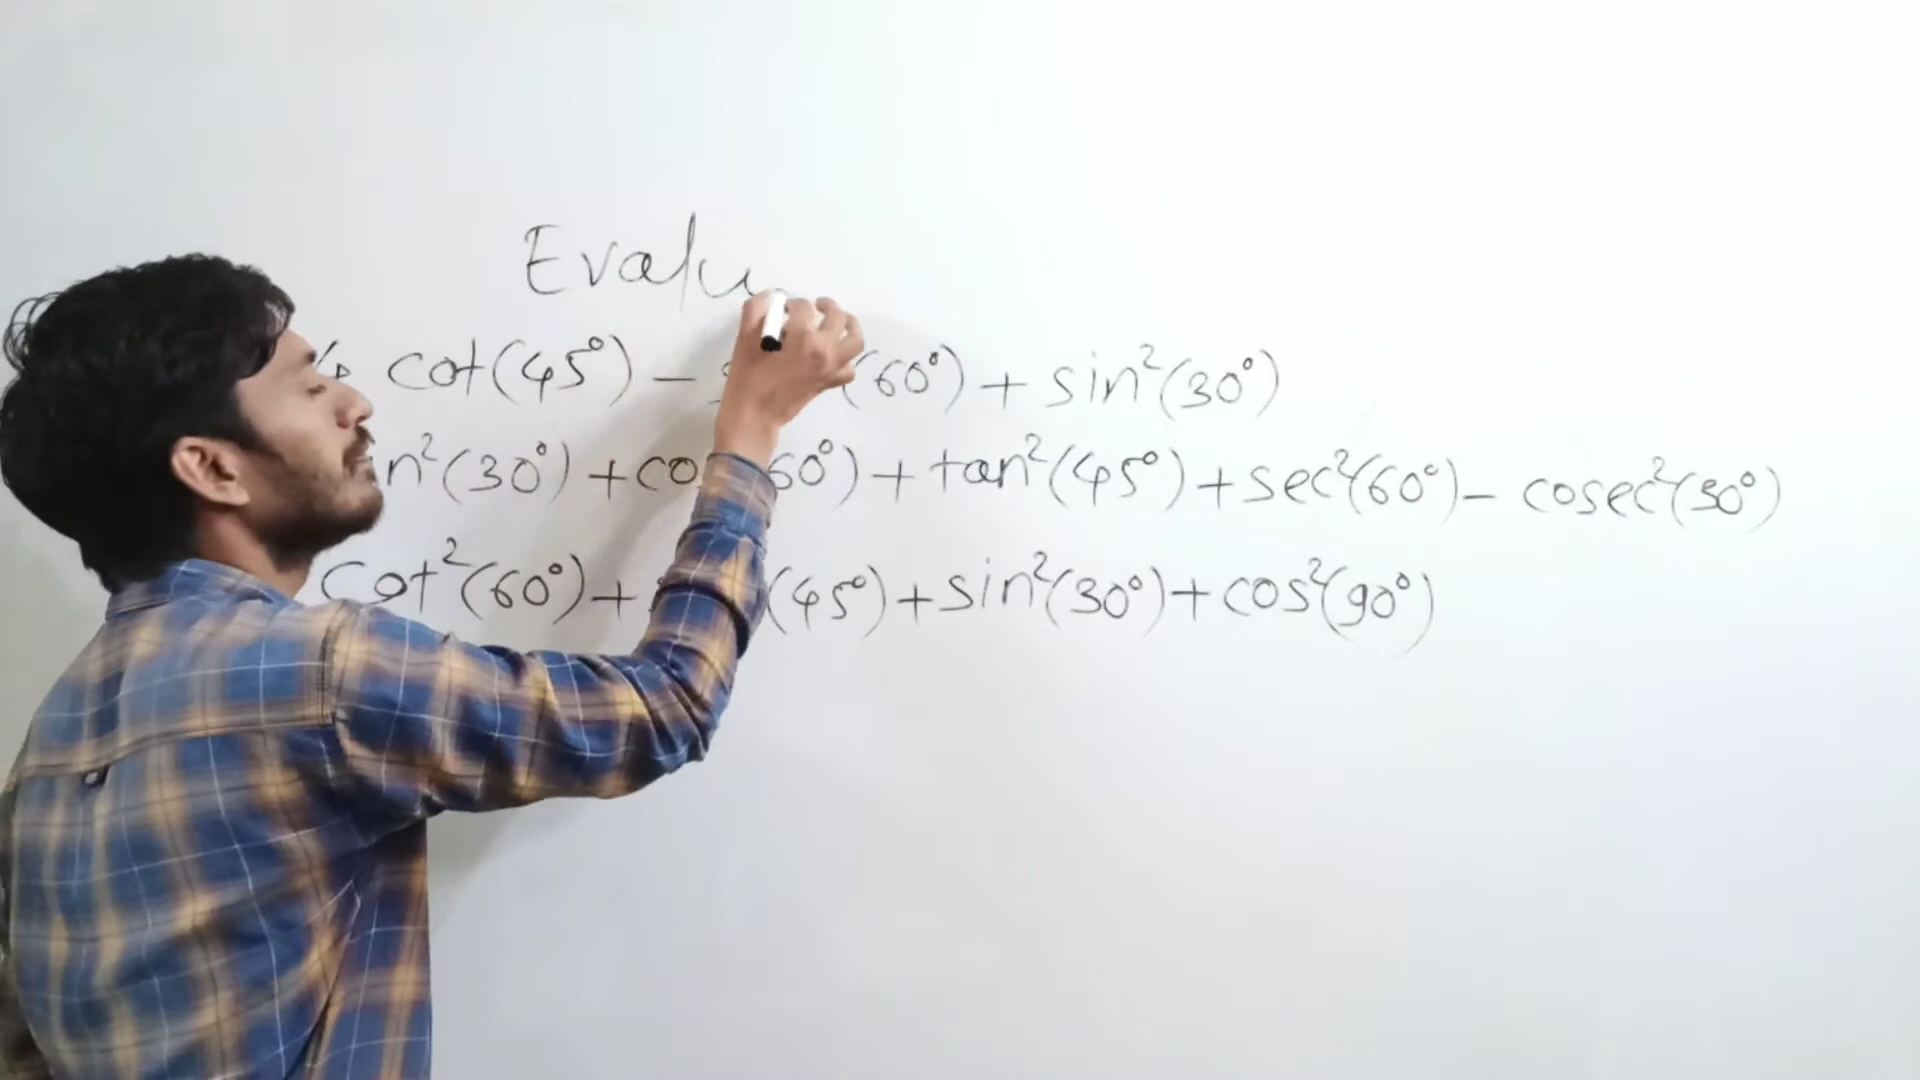 Evalu
cot(45°) - (60°) + sin²(30°)
n²(30°) + co 60°) + tan²(45°) + sec²(60°) - cosec²(30°)
cot²(60°) + (45°) + sin²(30°) + cos²(90°)